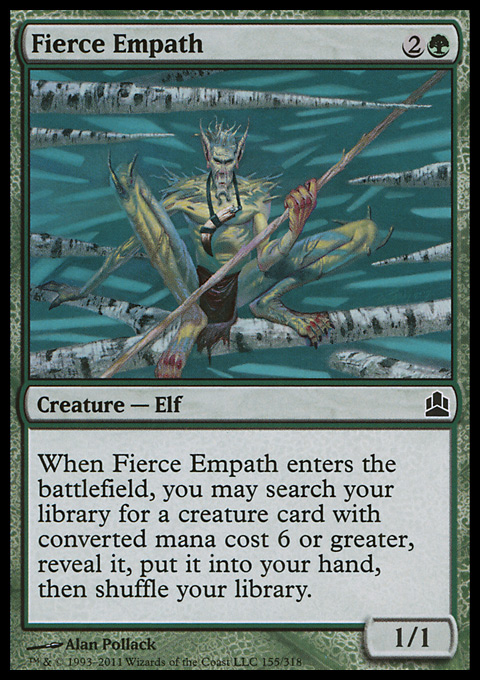 Fierce Empath 2
Creature — Elf
When Fierce Empath enters the
battlefield, you may search your
library for a creature card with
converted mana cost 6 or greater,
reveal it, put it into your hand,
then shuffle your library.
1/1
Alan Pollack
™ & © 1993–2011 Wizards of the Coast LLC 155/318